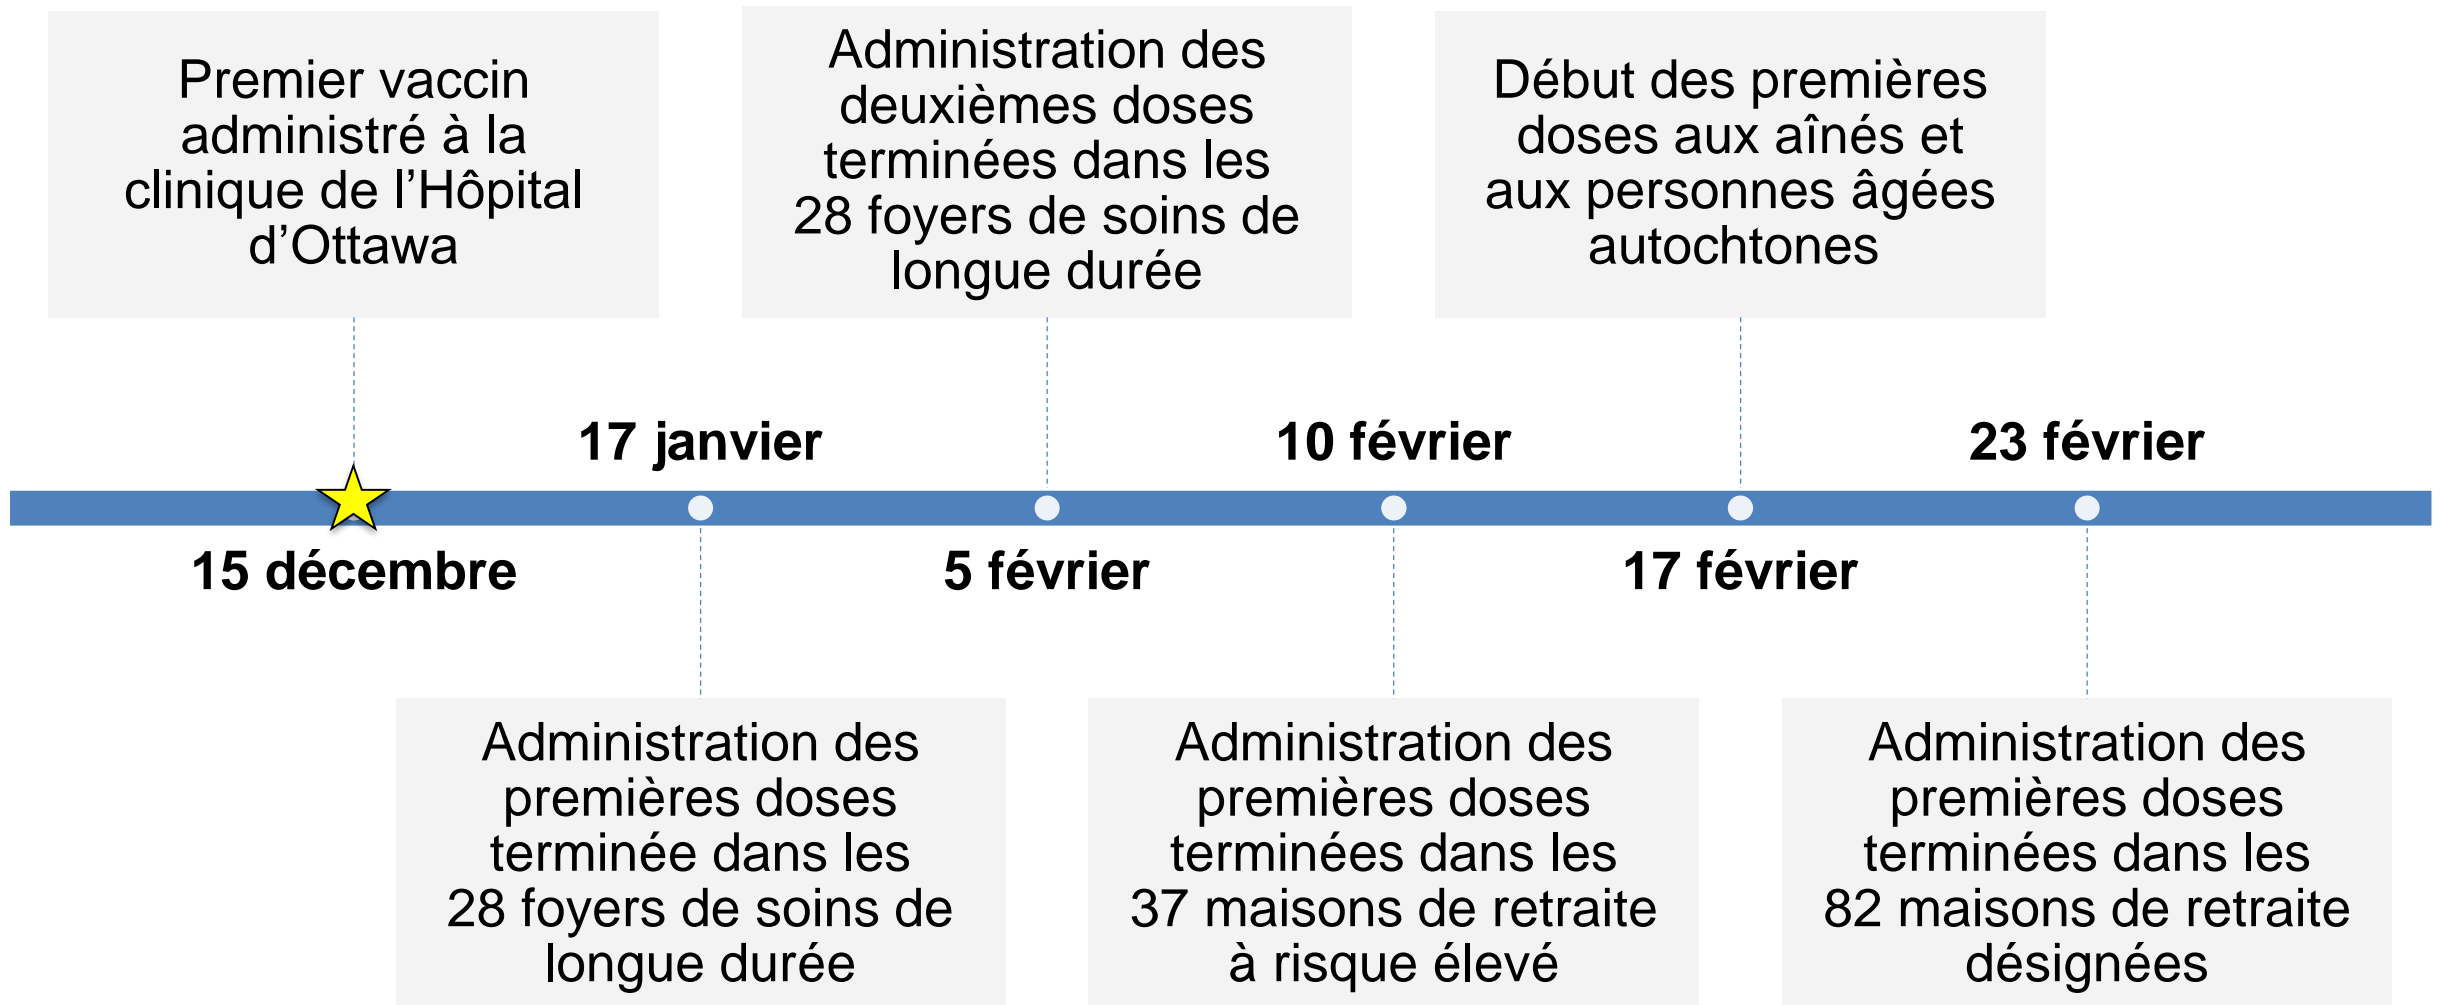 Premier vaccin
administré à la
clinique de l’Hôpital
d’Ottawa
Administration des
deuxièmes doses
terminées dans les
28 foyers de soins de
longue durée
Début des premières
doses aux aînés et
aux personnes âgées
autochtones
17 janvier
10 février
23 février
15 décembre
5 février
17 février
Administration des
premières doses
terminée dans les
28 foyers de soins de
longue durée
Administration des
premières doses
terminées dans les
37 maisons de retraite
à risque élevé
Administration des
premières doses
terminées dans les
82 maisons de retraite
désignées